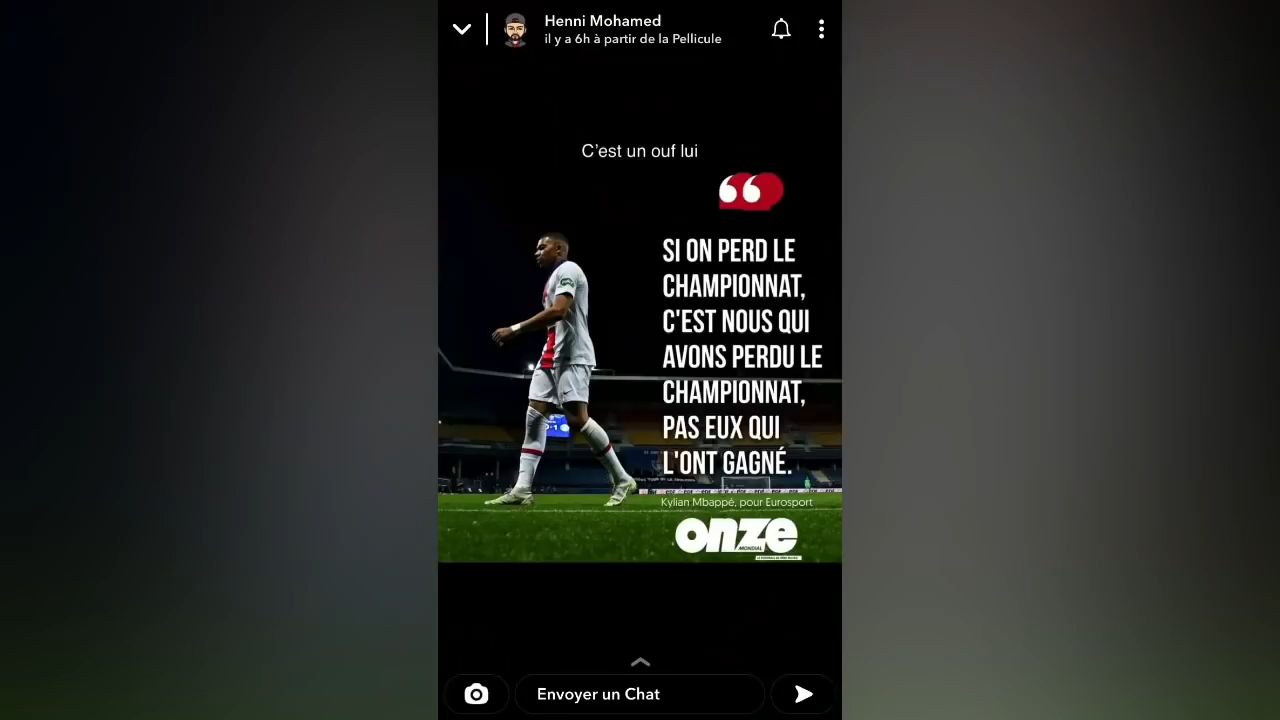 Henni Mohamed
il y a 6h à partir de la Pellicule
C'est un ouf lui
SI ON PERD LE
CHAMPIONNAT,
C'EST NOUS QUI
AVONS PERDU LE
CHAMPIONNAT,
PAS EUX QUI
L'ONT GAGNÉ.
Kylian Mbappé, pour Eurosport
onze
MONDIAL
Envoyer un Chat